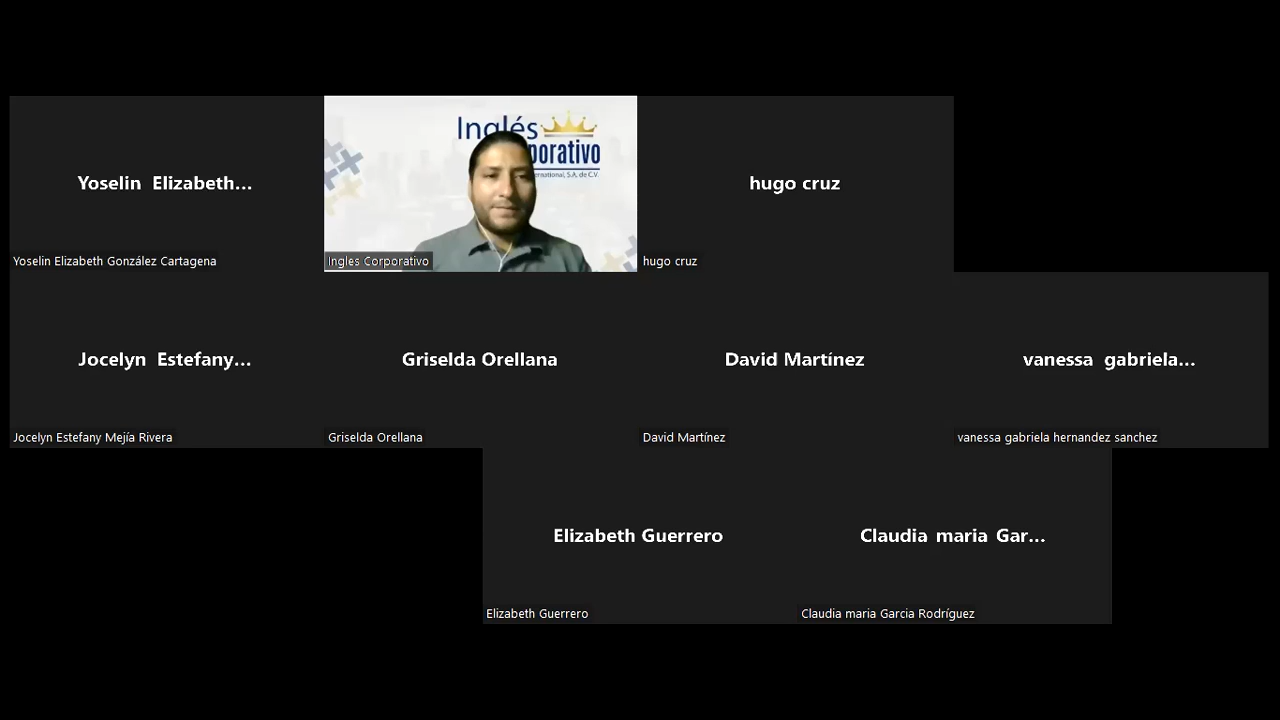 Yoselin Elizabeth...
Yoselin Elizabeth González Cartagena
Inglés
porativo
ernational, S.A. de C.V.
Ingles Corporativo
hugo cruz
hugo cruz
Jocelyn Estefany...
Jocelyn Estefany Mejía Rivera
Griselda Orellana
Griselda Orellana
David Martínez
David Martínez
vanessa gabriela...
vanessa gabriela hernandez sanchez
Elizabeth Guerrero
Elizabeth Guerrero
Claudia maria Gar...
Claudia maria Garcia Rodríguez